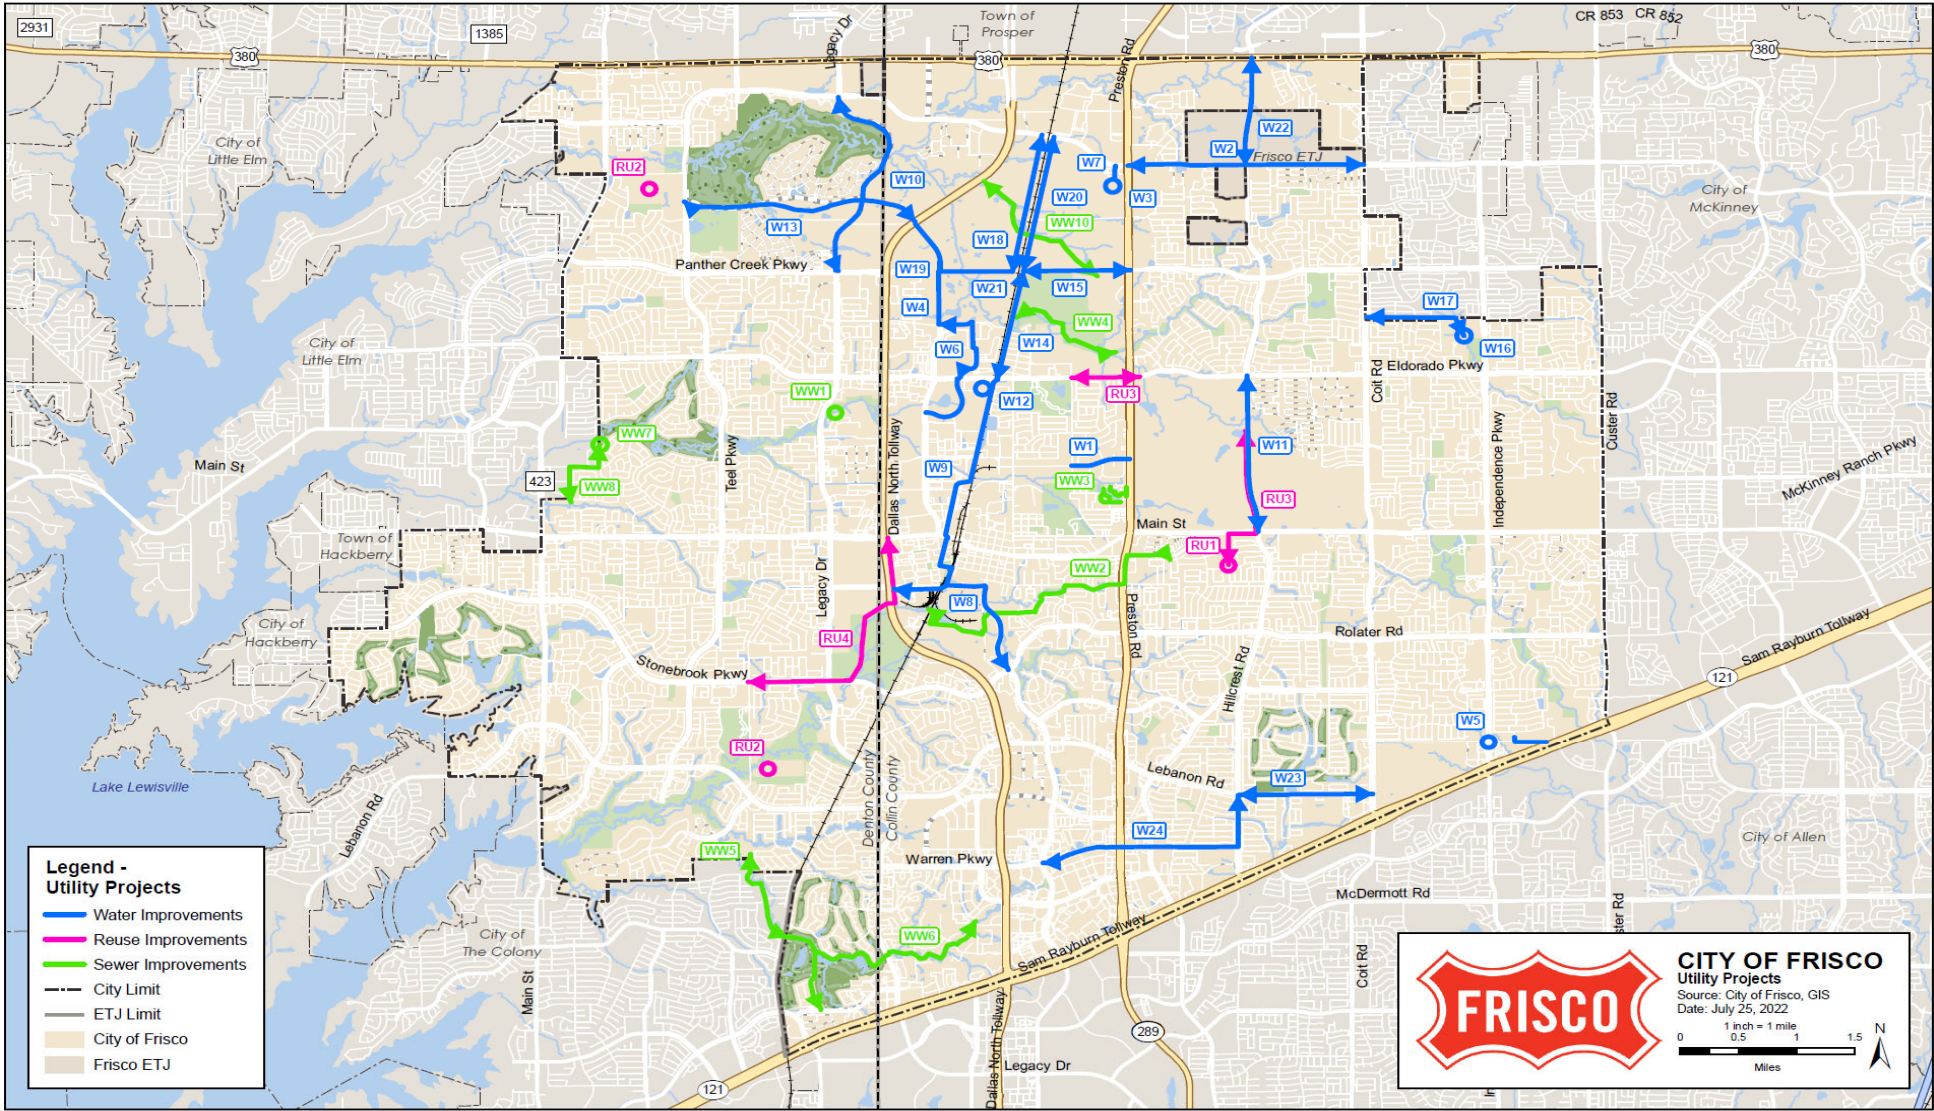 2931
1385
380
Legacy Dr
Town of
Prosper
380
Preston Rd
CR 853
CR 852
380
City of
Little Elm
RU2
W10
W13
W7
W20
W3
WW10
W18
W2
W22
Frisco ETJ
City of
McKinney
Panther Creek Pkwy
W19
W21
W15
W4
W6
W14
WW4
W17
W16
City of
Little Elm
Eldorado Pkwy
Coit Rd
WW1
RU3
W12
Custer Rd
Independence Pkwy
WW7
Teel Pkwy
Dallas North Tollway
W1
W11
Main St
423
WW8
W9
WW3
RU3
McKinney Ranch Pkwy
Town of
Hackberry
Main St
RU1
Legacy Dr
WW2
W8
Preston Rd
City of
Hackberry
RU4
Rolater Rd
Sam Rayburn Tollway
121
Stonebrook Pkwy
Hillcrest Rd
RU2
W5
Lake Lewisville
Denton County
Collin County
Lebanon Rd
W23
Lebanon Rd
W24
City of Allen
WW5
Warren Pkwy
McDermott Rd
City of
The Colony
WW6
Sam Rayburn Tollway
Main St
Coit Rd
ster Rd
Dallas North Tollway
289
Legacy Dr
121
In
Legend -
Utility Projects
Water Improvements
Reuse Improvements
Sewer Improvements
City Limit
ETJ Limit
City of Frisco
Frisco ETJ
FRISCO
CITY OF FRISCO
Utility Projects
Source: City of Frisco, GIS
Date: July 25, 2022
1 inch = 1 mile
0 0.5 1 1.5
Miles
N